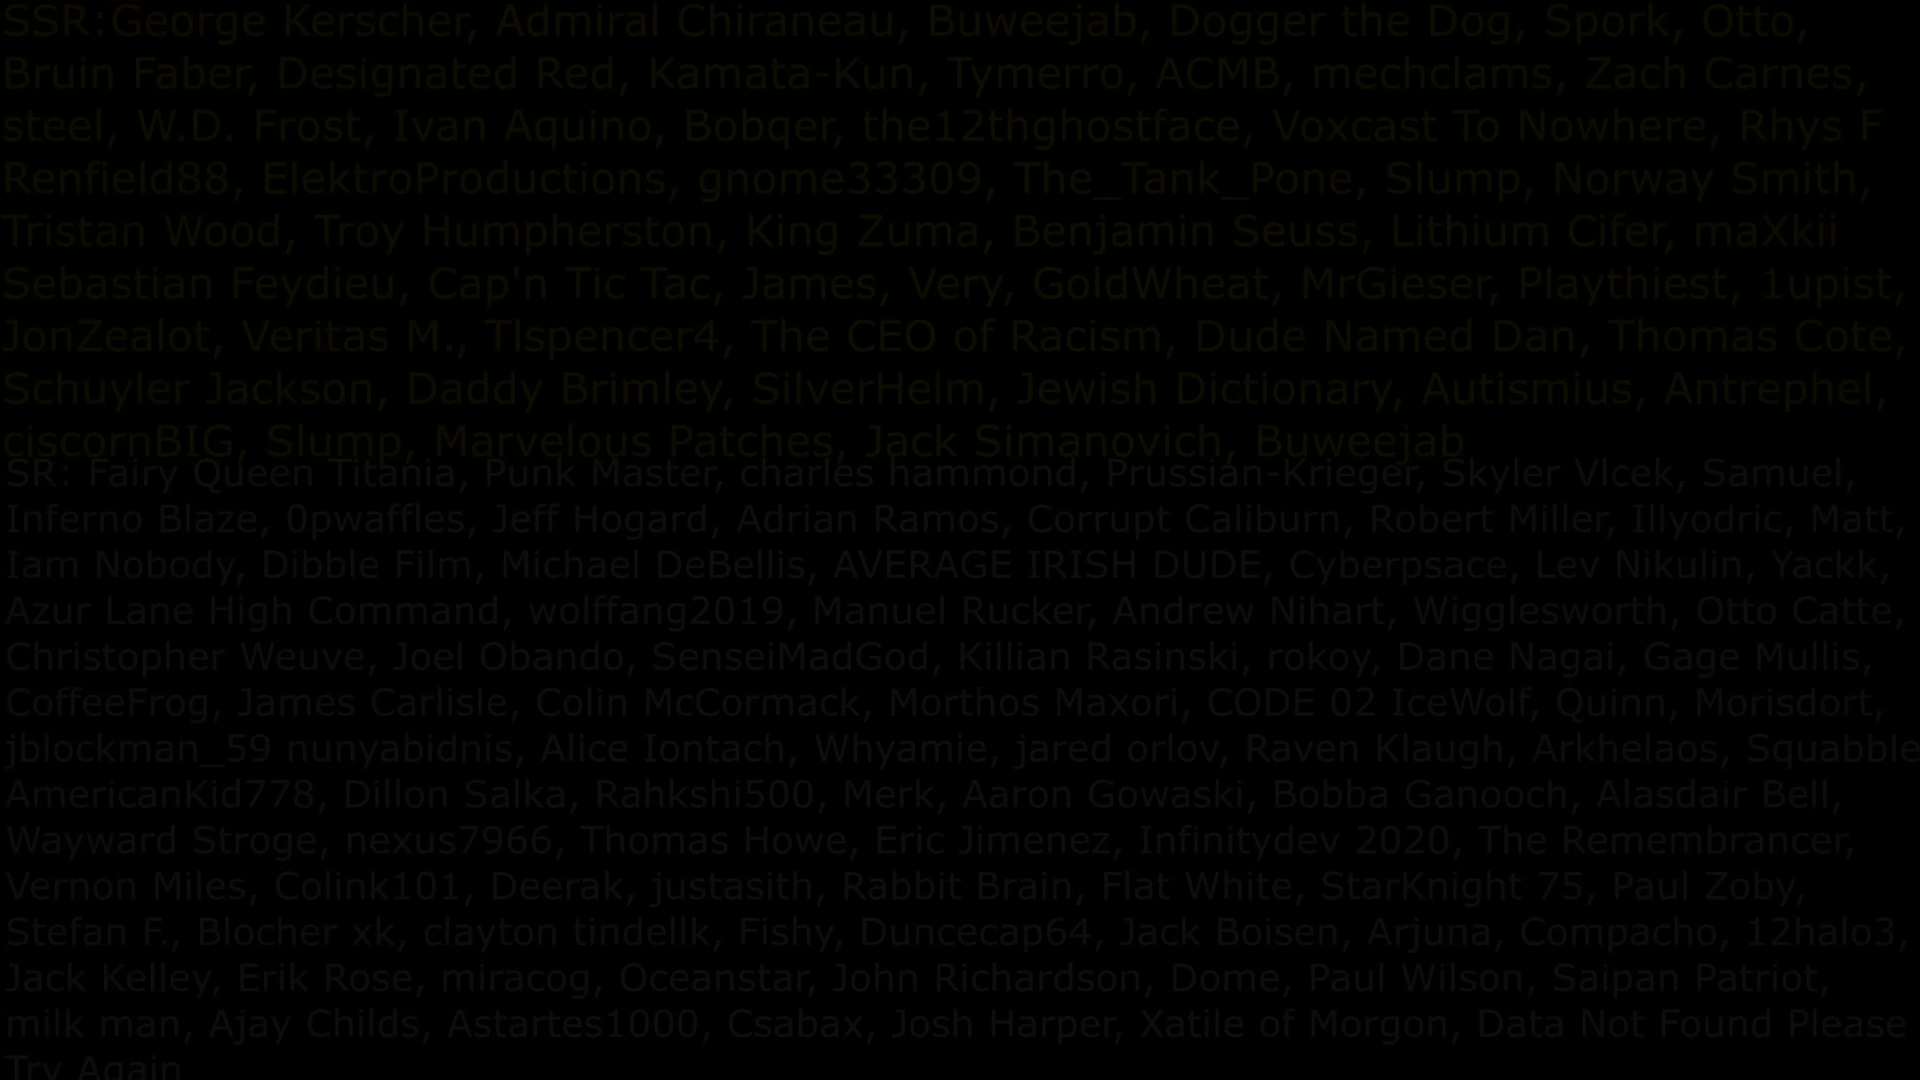 SSR:George Kerscher, Admiral Chiraneau, Buweejab, Dogger the Dog, Spork, Otto,
Bruin Faber, Designated Red, Kamata-Kun, Tymerro, ACMB, mechclams, Zach Carnes,
steel, W.D. Frost, Ivan Aquino, Bobqer, the12thghostface, Voxcast To Nowhere, Rhys F
Renfield88, ElektroProductions, gnome33309, The_Tank_Pone, Slump, Norway Smith,
Tristan Wood, Troy Humpherston, King Zuma, Benjamin Seuss, Lithium Cifer, maXkii
Sebastian Feydieu, Cap'n Tic Tac, James, Very, GoldWheat, MrGieser, Playthiest, 1upist,
JonZealot, Veritas M., Tlspencer4, The CEO of Racism, Dude Named Dan, Thomas Cote,
Schuyler Jackson, Daddy Brimley, SilverHelm, Jewish Dictionary, Autismius, Antrephel,
ciscornBIG, Slump, Marvelous Patches, Jack Simanovich, Buweejab
SR: Fairy Queen Titania, Punk Master, charles hammond, Prussian-Krieger, Skyler Vlcek, Samuel,
Inferno Blaze, 0pwaffles, Jeff Hogard, Adrian Ramos, Corrupt Caliburn, Robert Miller, Illyodric, Matt,
Iam Nobody, Dibble Film, Michael DeBellis, AVERAGE IRISH DUDE, Cyberpsace, Lev Nikulin, Yackk,
Azur Lane High Command, wolffang2019, Manuel Rucker, Andrew Nihart, Wigglesworth, Otto Catte,
Christopher Weuve, Joel Obando, SenseiMadGod, Killian Rasinski, rokoy, Dane Nagai, Gage Mullis,
CoffeeFrog, James Carlisle, Colin McCormack, Morthos Maxori, CODE 02 IceWolf, Quinn, Morisdort,
jblockman_59 nunyabidnis, Alice Iontach, Whyamie, jared orlov, Raven Klaugh, Arkhelaos, Squabble
AmericanKid778, Dillon Salka, Rahkshi500, Merk, Aaron Gowaski, Bobba Ganooch, Alasdair Bell,
Wayward Stroge, nexus7966, Thomas Howe, Eric Jimenez, Infinitydev 2020, The Remembrancer,
Vernon Miles, Colink101, Deerak, justasith, Rabbit Brain, Flat White, StarKnight 75, Paul Zoby,
Stefan F., Blocher xk, clayton tindellk, Fishy, Duncecap64, Jack Boisen, Arjuna, Compacho, 12halo3,
Jack Kelley, Erik Rose, miracog, Oceanstar, John Richardson, Dome, Paul Wilson, Saipan Patriot,
milk man, Ajay Childs, Astartes1000, Csabax, Josh Harper, Xatile of Morgon, Data Not Found Please
Try Again